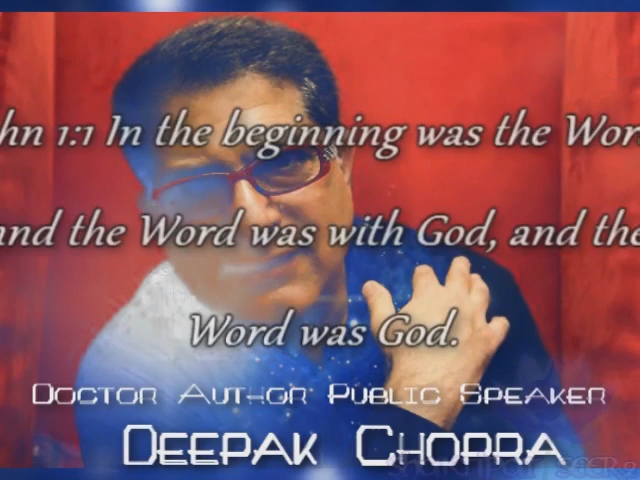 hn 1:1 In the beginning was the Wor
and the Word was with God, and the
Word was God.
Doctor Author Public Speaker
Deepak Chopra